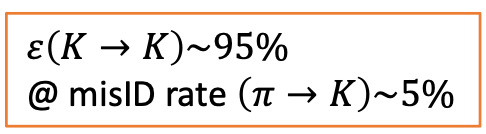 ε(K → K)~95%
@ misID rate (π → K)~5%